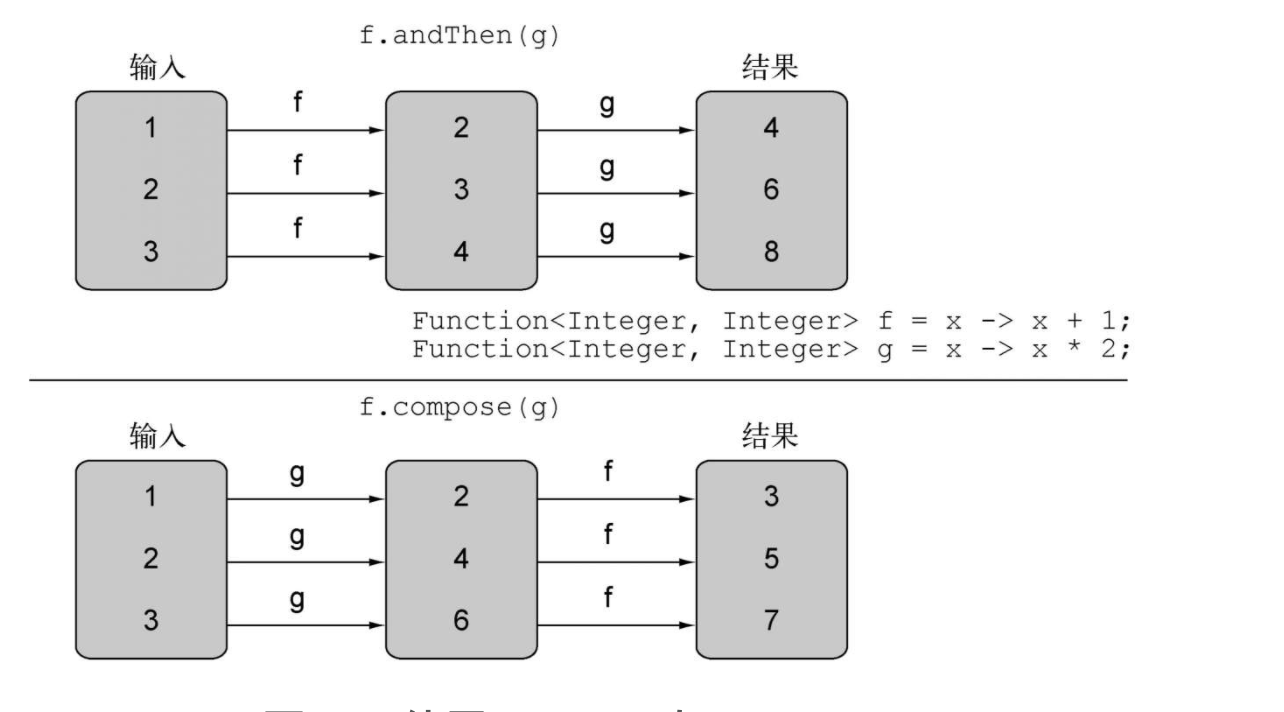 f.andThen(g)
输入 结果
f g
1 2 4
f g
2 3 6
f g
3 4 8
Function<Integer, Integer> f = x -> x + 1;
Function<Integer, Integer> g = x -> x * 2;
f.compose(g)
输入 结果
g f
1 2 3
g f
2 4 5
g f
3 6 7